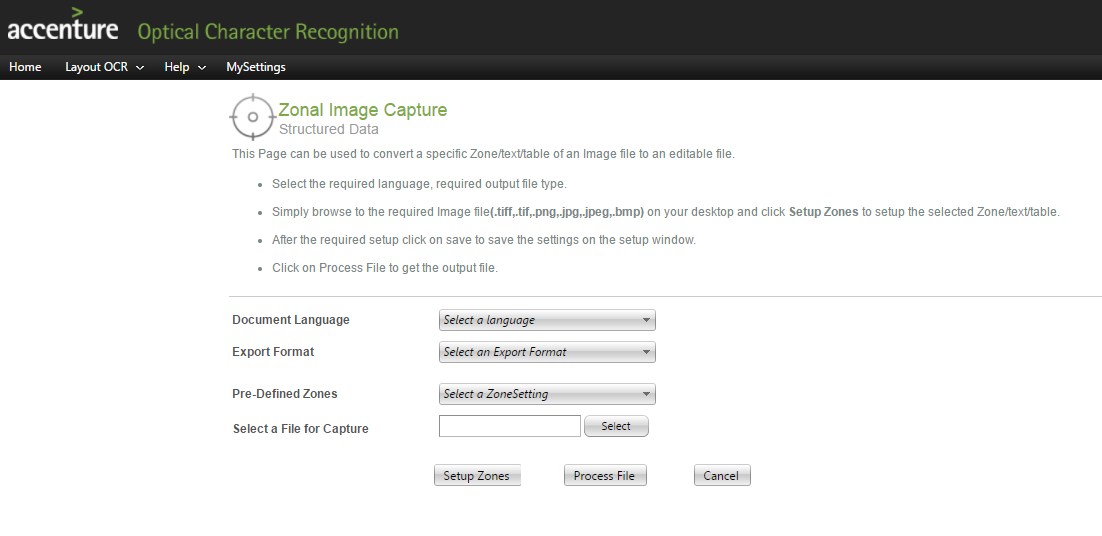 accenture Optical Character Recognition
Home Layout OCR Help MySettings
Zonal Image Capture
Structured Data
This Page can be used to convert a specific Zone/text/table of an Image file to an editable file.
Select the required language, required output file type.
Simply browse to the required Image file(.tiff,.tif,.png,.jpg,.jpeg,.bmp) on your desktop and click Setup Zones to setup the selected Zone/text/table.
After the required setup click on save to save the settings on the setup window.
Click on Process File to get the output file.
Document Language Select a language
Export Format Select an Export Format
Pre-Defined Zones Select a ZoneSetting
Select a File for Capture Select
Setup Zones Process File Cancel